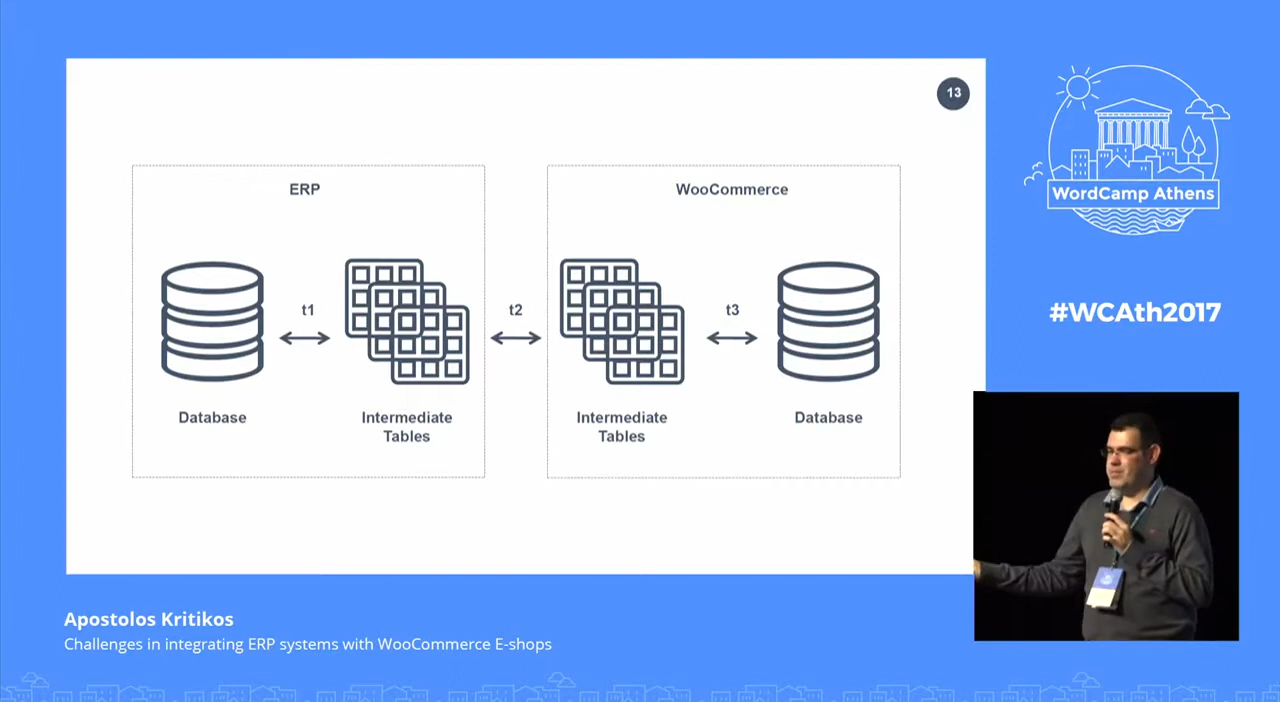 13
ERP
WooCommerce
t1
t2
t3
Database
Intermediate
Tables
Intermediate
Tables
Database
WordCamp Athens
#WCAth2017
Apostolos Kritikos
Challenges in integrating ERP systems with WooCommerce E-shops